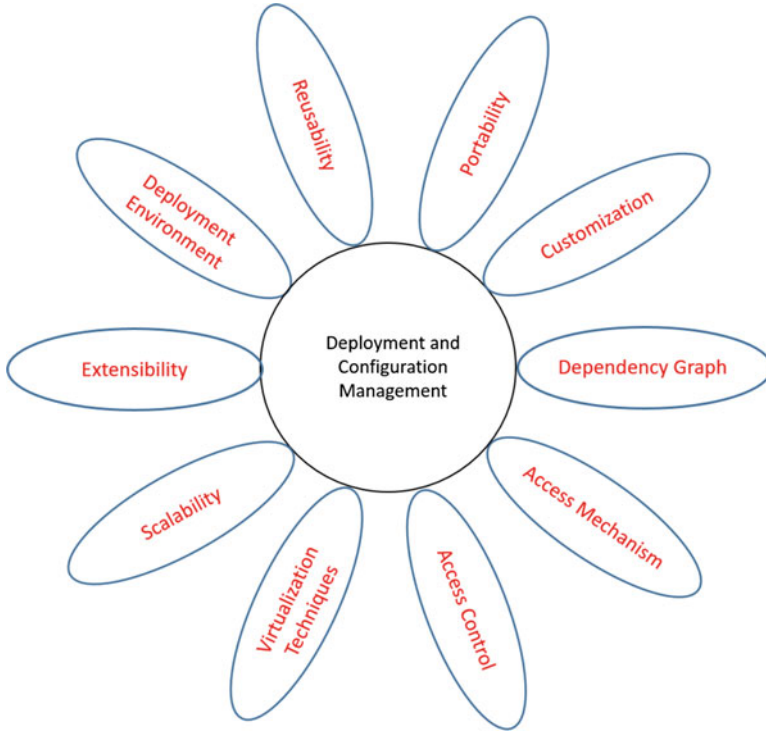 Reusability
Portability
Deployment
Environment
Customization
Deployment and
Configuration
Management
Extensibility
Dependency Graph
Scalability
Access Mechanism
Virtualization
Techniques
Access Control